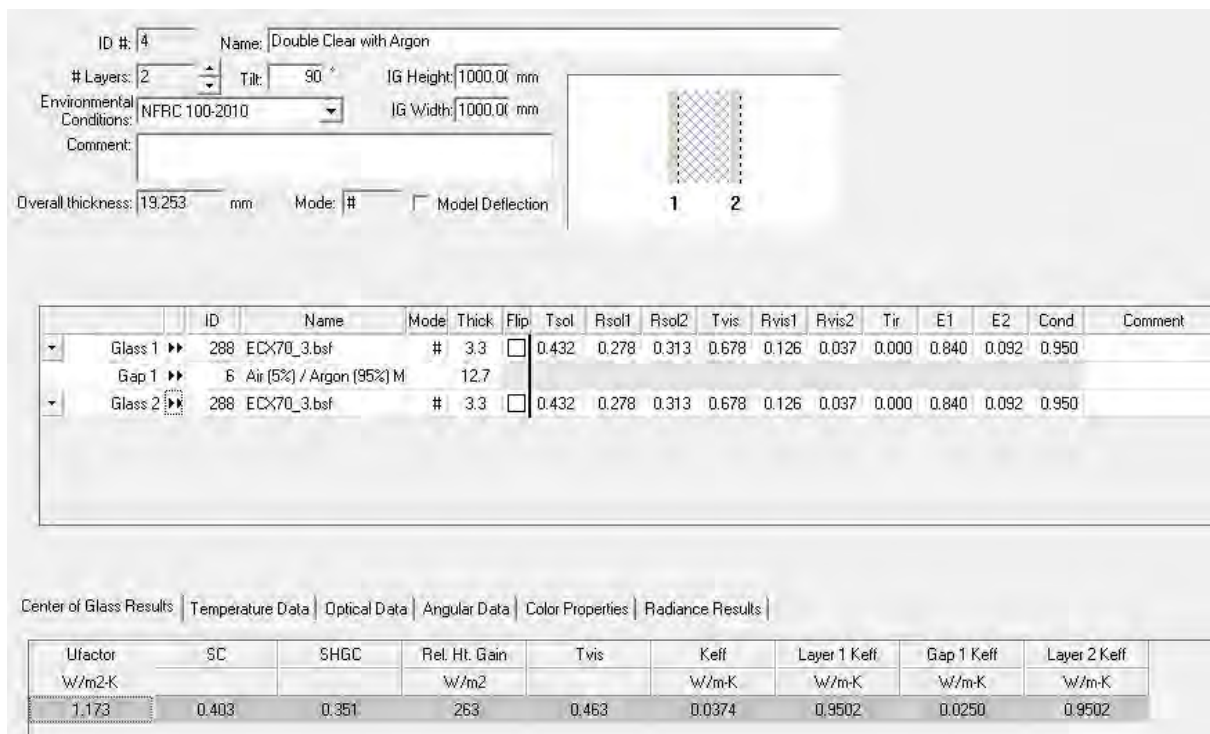 ID #: 4 Name: Double Clear with Argon
# Layers: 2 Tilt: 90 ° IG Height: 1000.0( mm
Environmental Conditions: NFRC 100-2010 IG Width: 1000.0( mm
Comment:
Overall thickness: 19.253 mm Mode: # Model Deflection
1 2
ID Name Mode Thick Flip Tsol Rsol1 Rsol2 Tvis Rvis1 Rvis2 Tir E1 E2 Cond Comment
Glass 1 288 ECX70_3.bsf # 3.3 0.432 0.278 0.313 0.678 0.126 0.037 0.000 0.840 0.092 0.950
Gap 1 6 Air (5%) / Argon (95%) M 12.7
Glass 2 288 ECX70_3.bsf # 3.3 0.432 0.278 0.313 0.678 0.126 0.037 0.000 0.840 0.092 0.950
Center of Glass Results Temperature Data Optical Data Angular Data Color Properties Radiance Results
Ufactor SC SHGC Rel. Ht. Gain Tvis Keff Layer 1 Keff Gap 1 Keff Layer 2 Keff
W/m2-K W/m2 W/m-K W/m-K W/m-K W/m-K
1.173 0.403 0.351 263 0.463 0.0374 0.9502 0.0250 0.9502